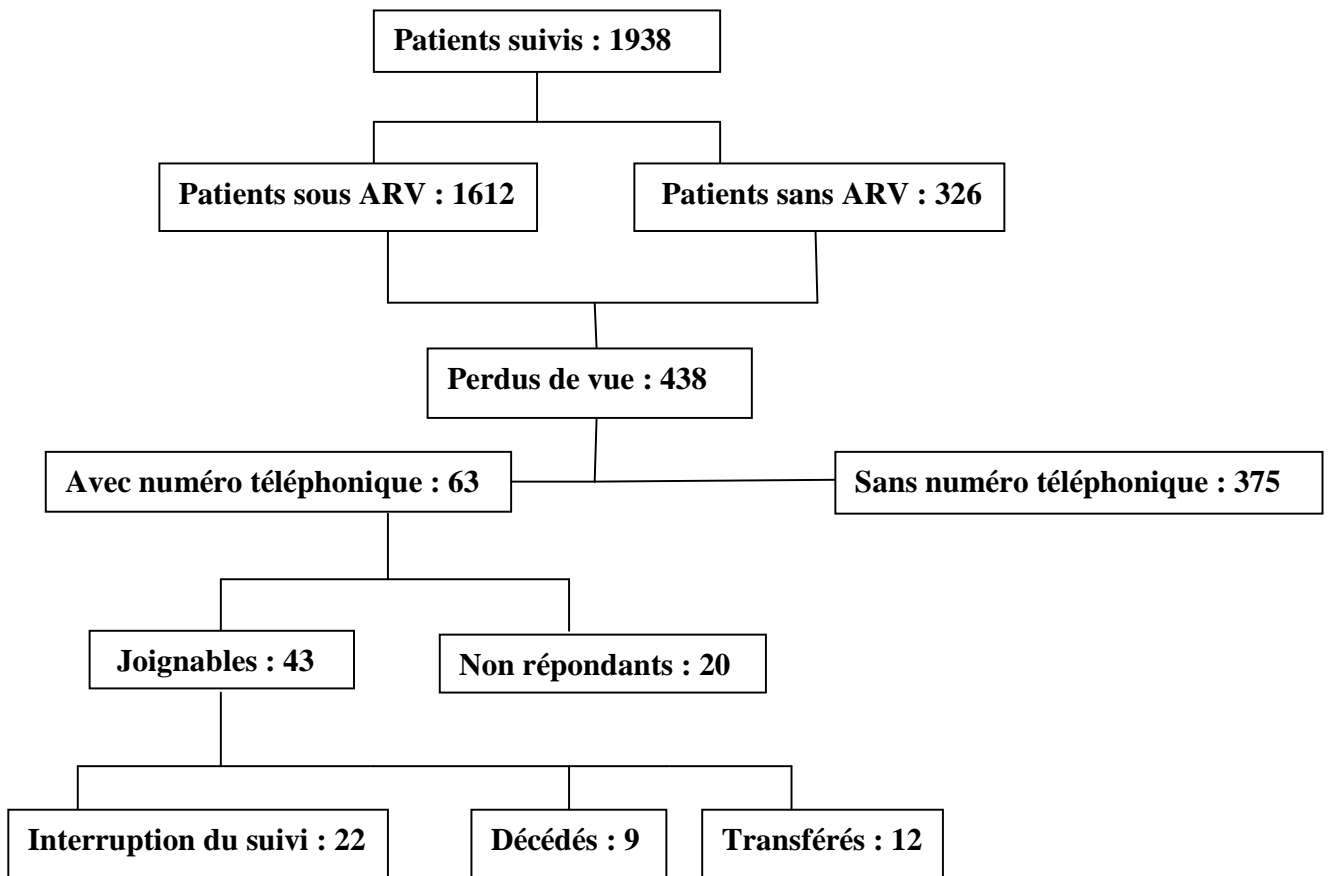 Patients suivis : 1938
Patients sous ARV : 1612
Patients sans ARV : 326
Perdus de vue : 438
Avec numéro téléphonique : 63
Sans numéro téléphonique : 375
Joignables : 43
Non répondants : 20
Interruption du suivi : 22
Décédés : 9
Transférés : 12